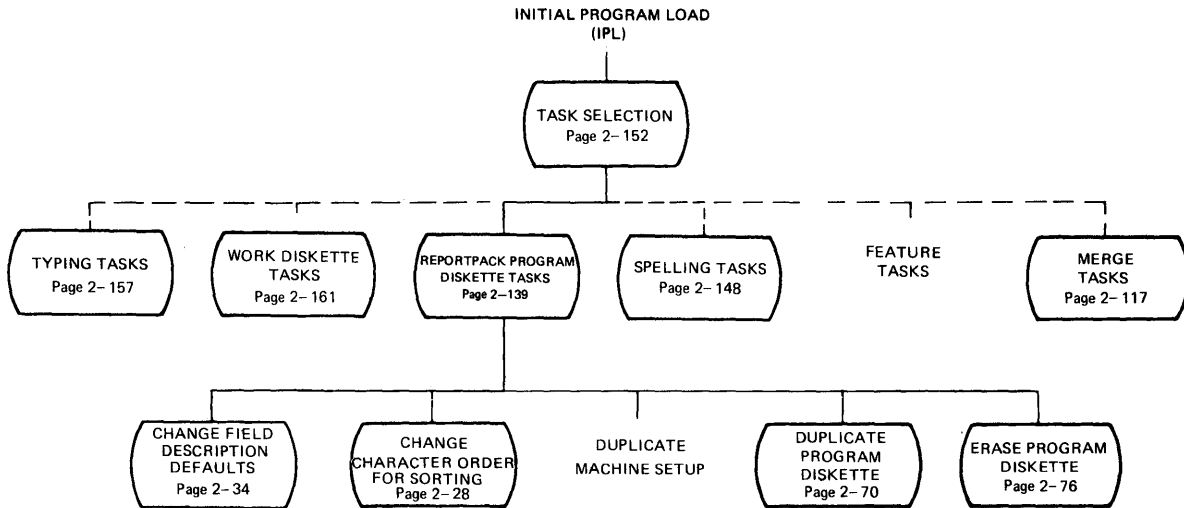 INITIAL PROGRAM LOAD
(IPL)
TASK SELECTION
Page 2-152
TYPING TASKS
Page 2-157
WORK DISKETTE
TASKS
Page 2-161
REPORTPACK PROGRAM
DISKETTE TASKS
Page 2-139
SPELLING TASKS
Page 2-148
FEATURE
TASKS
MERGE
TASKS
Page 2-117
CHANGE FIELD
DESCRIPTION
DEFAULTS
Page 2-34
CHANGE
CHARACTER ORDER
FOR SORTING
Page 2-28
DUPLICATE
MACHINE SETUP
DUPLICATE
PROGRAM
DISKETTE
Page 2-70
ERASE PROGRAM
DISKETTE
Page 2-76